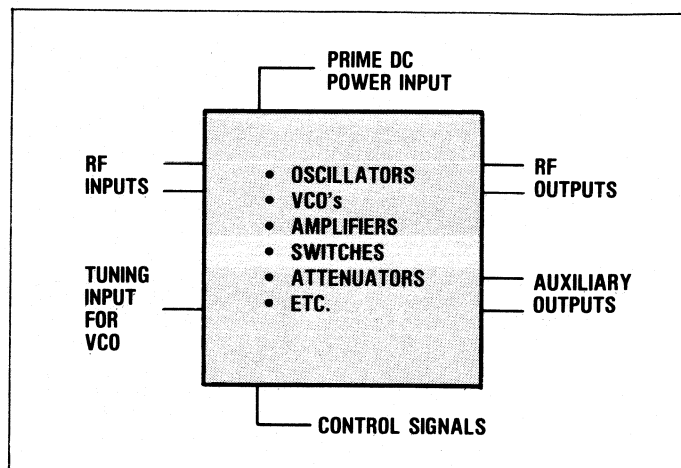 PRIME DC
POWER INPUT
RF
INPUTS
TUNING
INPUT
FOR
VCO
• OSCILLATORS
• VCO's
• AMPLIFIERS
• SWITCHES
• ATTENUATORS
• ETC.
RF
OUTPUTS
AUXILIARY
OUTPUTS
CONTROL SIGNALS